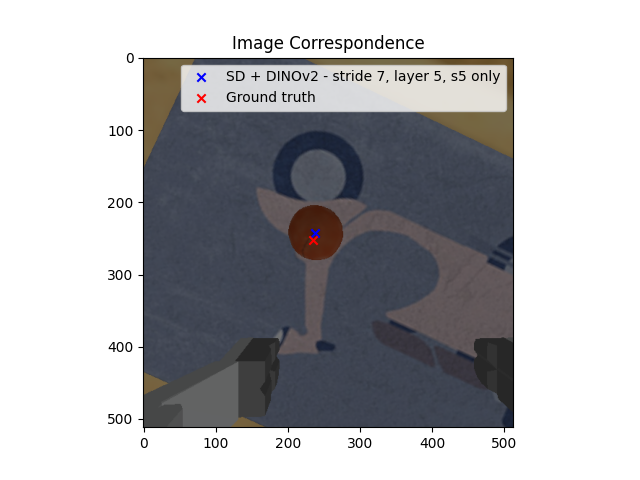 Image Correspondence
SD + DINOv2 - stride 7, layer 5, s5 only
Ground truth
0
100
200
300
400
500
0 100 200 300 400 500